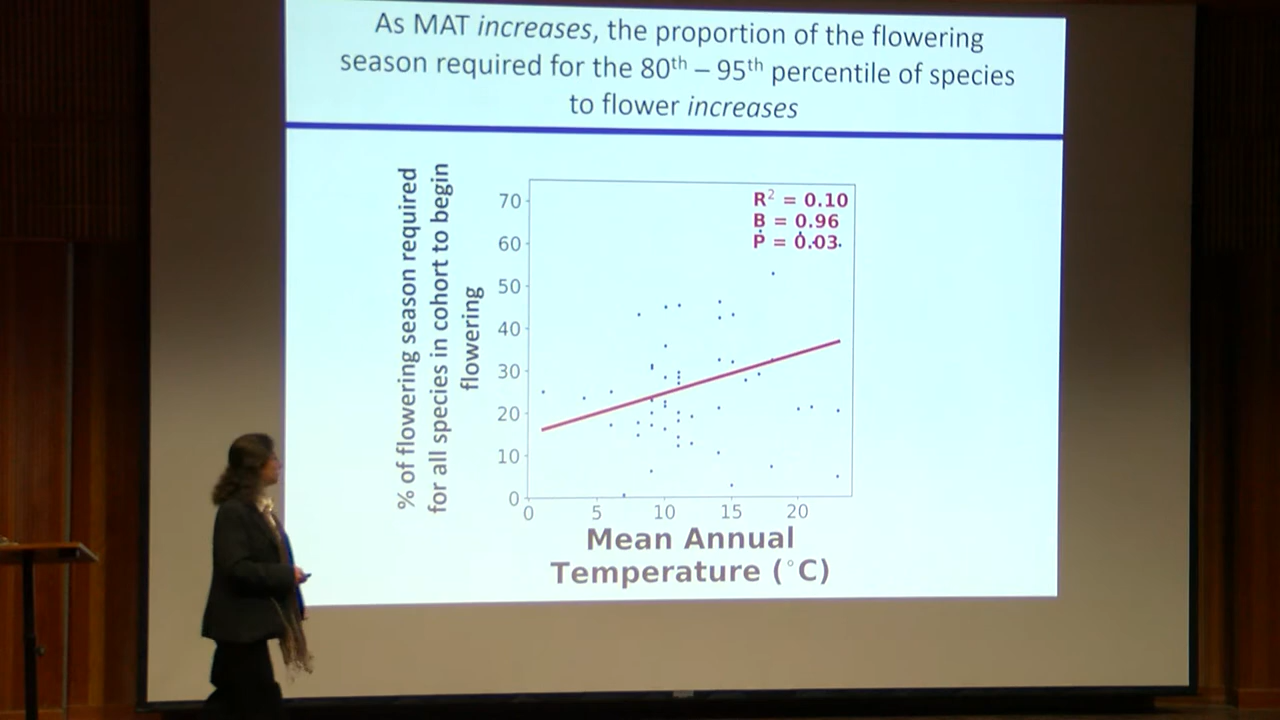 As MAT increases, the proportion of the flowering
season required for the 80th – 95th percentile of species
to flower increases
% of flowering season required
for all species in cohort to begin
flowering
70
60
50
40
30
20
10
0
R² = 0.10
B = 0.96
P = 0.03
0 5 10 15 20
Mean Annual
Temperature (°C)